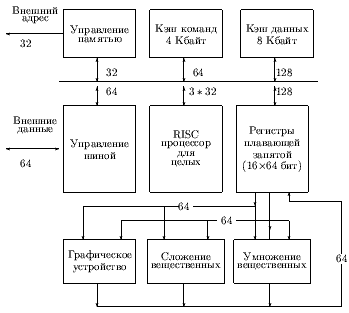 Внешний
адрес
32
Управление
памятью
Кэш команд
4 Кбайт
Кэш данных
8 Кбайт
32
64
128
64
3 * 32
128
Внешние
данные
64
Управление
шиной
RISC
процессор
для
целых
Регистры
плавающей
запятой
(16×64 бит)
64
64
64
Графическое
устройство
Сложение
вещественных
Умножение
вещественных